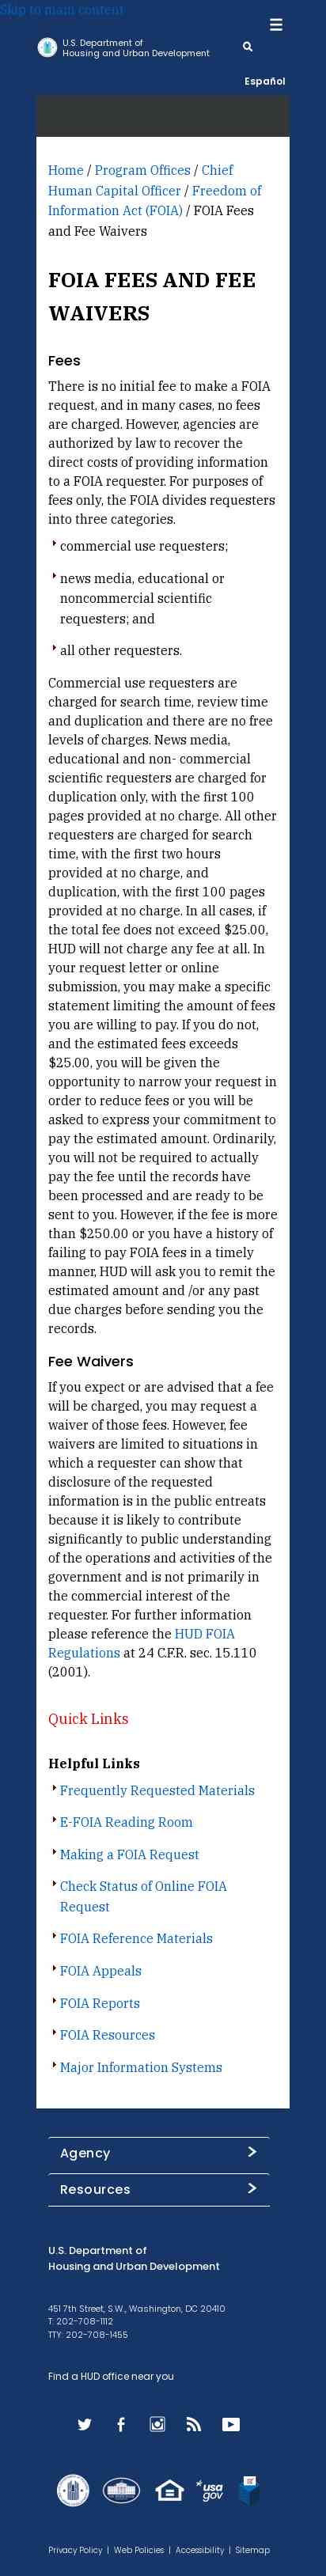 Skip to main content
U.S. Department of
Housing and Urban Development
Español
Home / Program Offices / Chief
Human Capital Officer / Freedom of
Information Act (FOIA) / FOIA Fees
and Fee Waivers
FOIA FEES AND FEE
WAIVERS
Fees
There is no initial fee to make a FOIA
request, and in many cases, no fees
are charged. However, agencies are
authorized by law to recover the
direct costs of providing information
to a FOIA requester. For purposes of
fees only, the FOIA divides requesters
into three categories.
commercial use requesters;
news media, educational or
noncommercial scientific
requesters; and
all other requesters.
Commercial use requesters are
charged for search time, review time
and duplication and there are no free
levels of charges. News media,
educational and non- commercial
scientific requesters are charged for
duplication only, with the first 100
pages provided at no charge. All other
requesters are charged for search
time, with the first two hours
provided at no charge, and
duplication, with the first 100 pages
provided at no charge. In all cases, if
the total fee does not exceed $25.00,
HUD will not charge any fee at all. In
your request letter or online
submission, you may make a specific
statement limiting the amount of fees
you are willing to pay. If you do not,
and the estimated fees exceeds
$25.00, you will be given the
opportunity to narrow your request in
order to reduce fees or you will be
asked to express your commitment to
pay the estimated amount. Ordinarily,
you will not be required to actually
pay the fee until the records have
been processed and are ready to be
sent to you. However, if the fee is more
than $250.00 or you have a history of
failing to pay FOIA fees in a timely
manner, HUD will ask you to remit the
estimated amount and /or any past
due charges before sending you the
records.
Fee Waivers
If you expect or are advised that a fee
will be charged, you may request a
waiver of those fees. However, fee
waivers are limited to situations in
which a requester can show that
disclosure of the requested
information is in the public entreats
because it is likely to contribute
significantly to public understanding
of the operations and activities of the
government and is not primarily in
the commercial interest of the
requester. For further information
please reference the HUD FOIA
Regulations at 24 C.F.R. sec. 15.110
(2001).
Quick Links
Helpful Links
Frequently Requested Materials
E-FOIA Reading Room
Making a FOIA Request
Check Status of Online FOIA
Request
FOIA Reference Materials
FOIA Appeals
FOIA Reports
FOIA Resources
Major Information Systems
Agency
Resources
U.S. Department of
Housing and Urban Development
451 7th Street, S.W., Washington, DC 20410
T: 202-708-1112
TTY: 202-708-1455
Find a HUD office near you
usa
gov
Privacy Policy | Web Policies | Accessibility | Sitemap